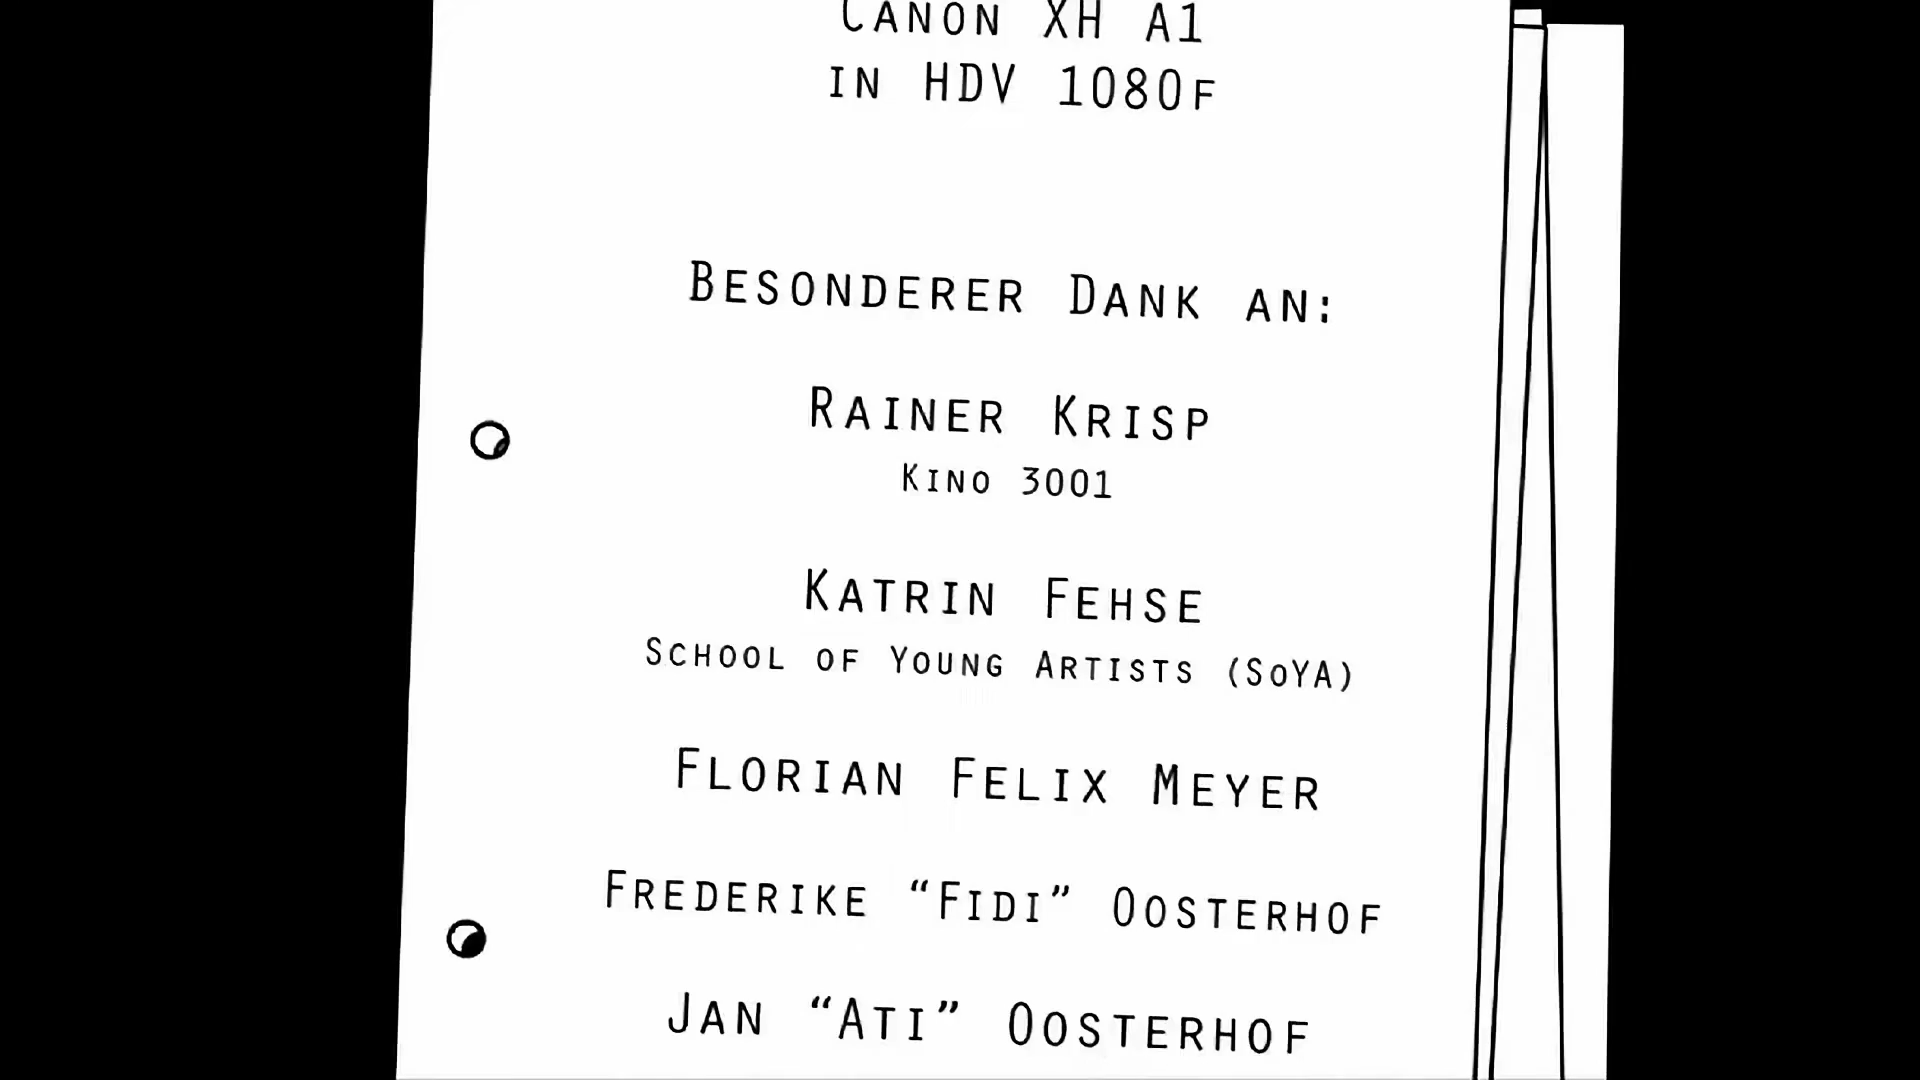 CANON XH A1
IN HDV 1080F
BESONDERER DANK AN:
RAINER KRISP
KINO 3001
KATRIN FEHSE
SCHOOL OF YOUNG ARTISTS (SOYA)
FLORIAN FELIX MEYER
FREDERIKE “FIDI” OOSTERHOF
JAN “ATI” OOSTERHOF